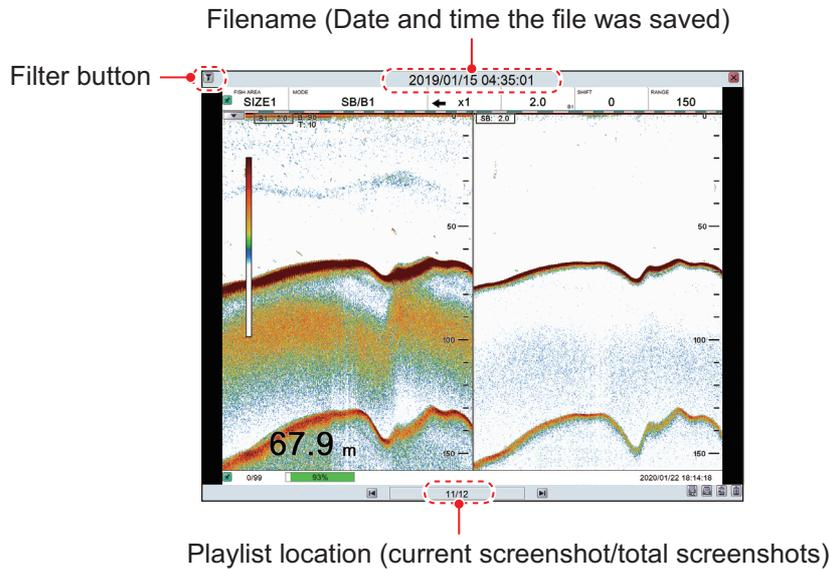 Filename (Date and time the file was saved)
Filter button
2019/01/15 04:35:01
FISH AREA
SIZE1
MODE
SB/B1
x1
2.0
B1
SHIFT
0
RANGE
150
SB: 2.0
50
50
100
100
150
150
67.9 m
0/99
93%
2020/01/22 18:14:18
11/12
Playlist location (current screenshot/total screenshots)